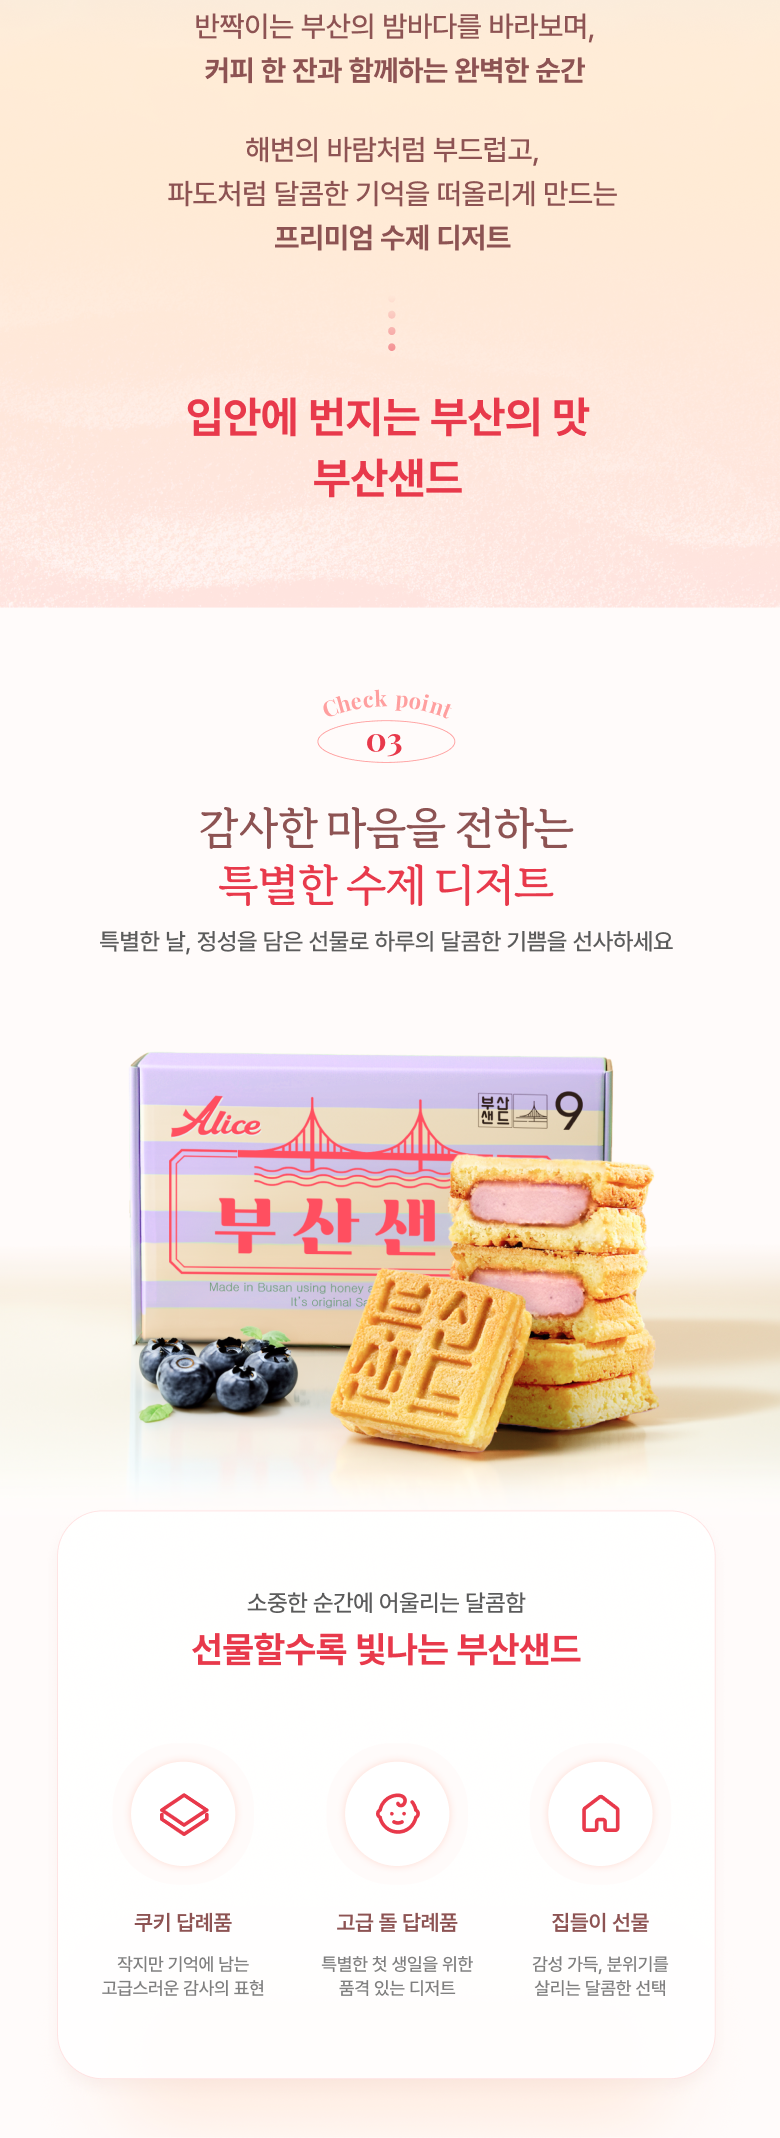 반짝이는 부산의 밤바다를 바라보며,
커피 한 잔과 함께하는 완벽한 순간
해변의 바람처럼 부드럽고,
파도처럼 달콤한 기억을 떠올리게 만드는
프리미엄 수제 디저트
입안에 번지는 부산의 맛
부산샌드
Check point
03
감사한 마음을 전하는
특별한 수제 디저트
특별한 날, 정성을 담은 선물로 하루의 달콤한 기쁨을 선사하세요
Alice
부산
샌드
9
부산샌
Made in Busan using honey
It's original
부산
샌드
소중한 순간에 어울리는 달콤함
선물할수록 빛나는 부산샌드
쿠키 답례품
작지만 기억에 남는
고급스러운 감사의 표현
고급 돌 답례품
특별한 첫 생일을 위한
품격 있는 디저트
집들이 선물
감성 가득, 분위기를
살리는 달콤한 선택